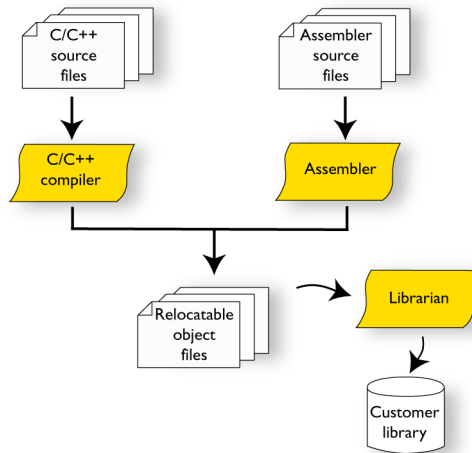 C/C++
source
files
Assembler
source
files
C/C++
compiler
Assembler
Relocatable
object
files
Librarian
Customer
library